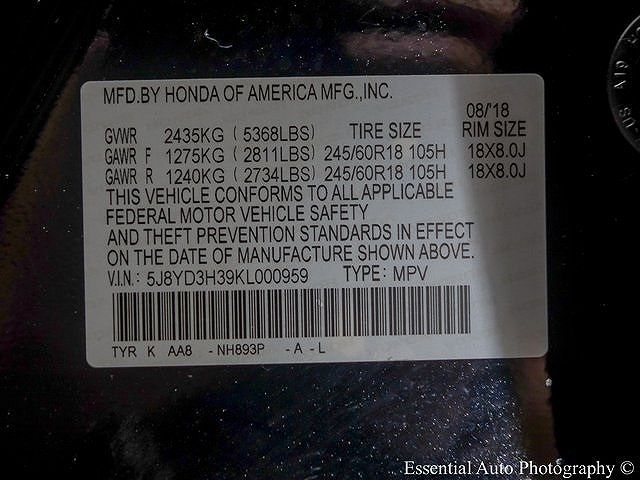 MFD.BY HONDA OF AMERICA MFG.,INC.
08/'18
GVWR 2435KG ( 5368LBS) TIRE SIZE RIM SIZE
GAWR F 1275KG ( 2811LBS) 245/60R18 105H 18X8.0J
GAWR R 1240KG ( 2734LBS) 245/60R18 105H 18X8.0J
THIS VEHICLE CONFORMS TO ALL APPLICABLE
FEDERAL MOTOR VEHICLE SAFETY
AND THEFT PREVENTION STANDARDS IN EFFECT
ON THE DATE OF MANUFACTURE SHOWN ABOVE.
V.I.N.: 5J8YD3H39KL000959 TYPE: MPV
TYR K AA8 - NH893P - A - L
Essential Auto Photography ©